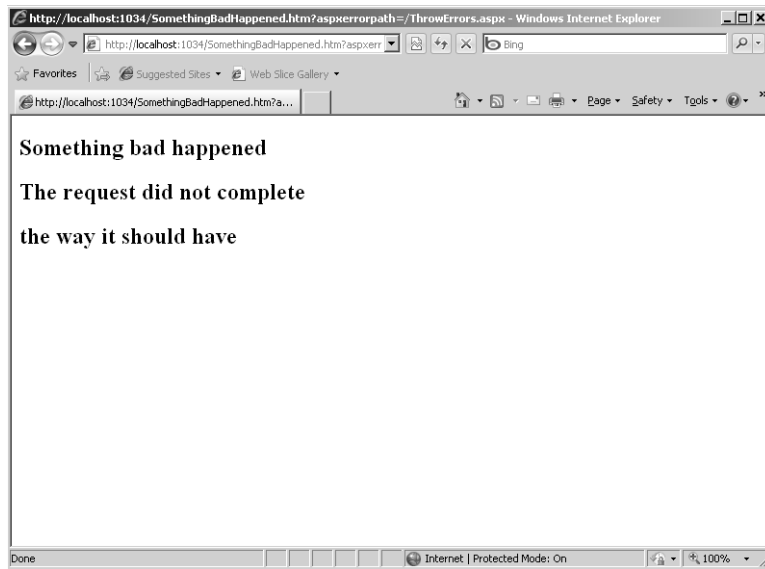 http://localhost:1034/SomethingBadHappened.htm?aspxerrorpath=/ThrowErrors.aspx - Windows Internet Explorer
http://localhost:1034/SomethingBadHappened.htm?aspxerr
Bing
Favorites Suggested Sites Web Slice Gallery
http://localhost:1034/SomethingBadHappened.htm?a...
Page Safety Tools
Something bad happened
The request did not complete
the way it should have
Done Internet | Protected Mode: On 100%